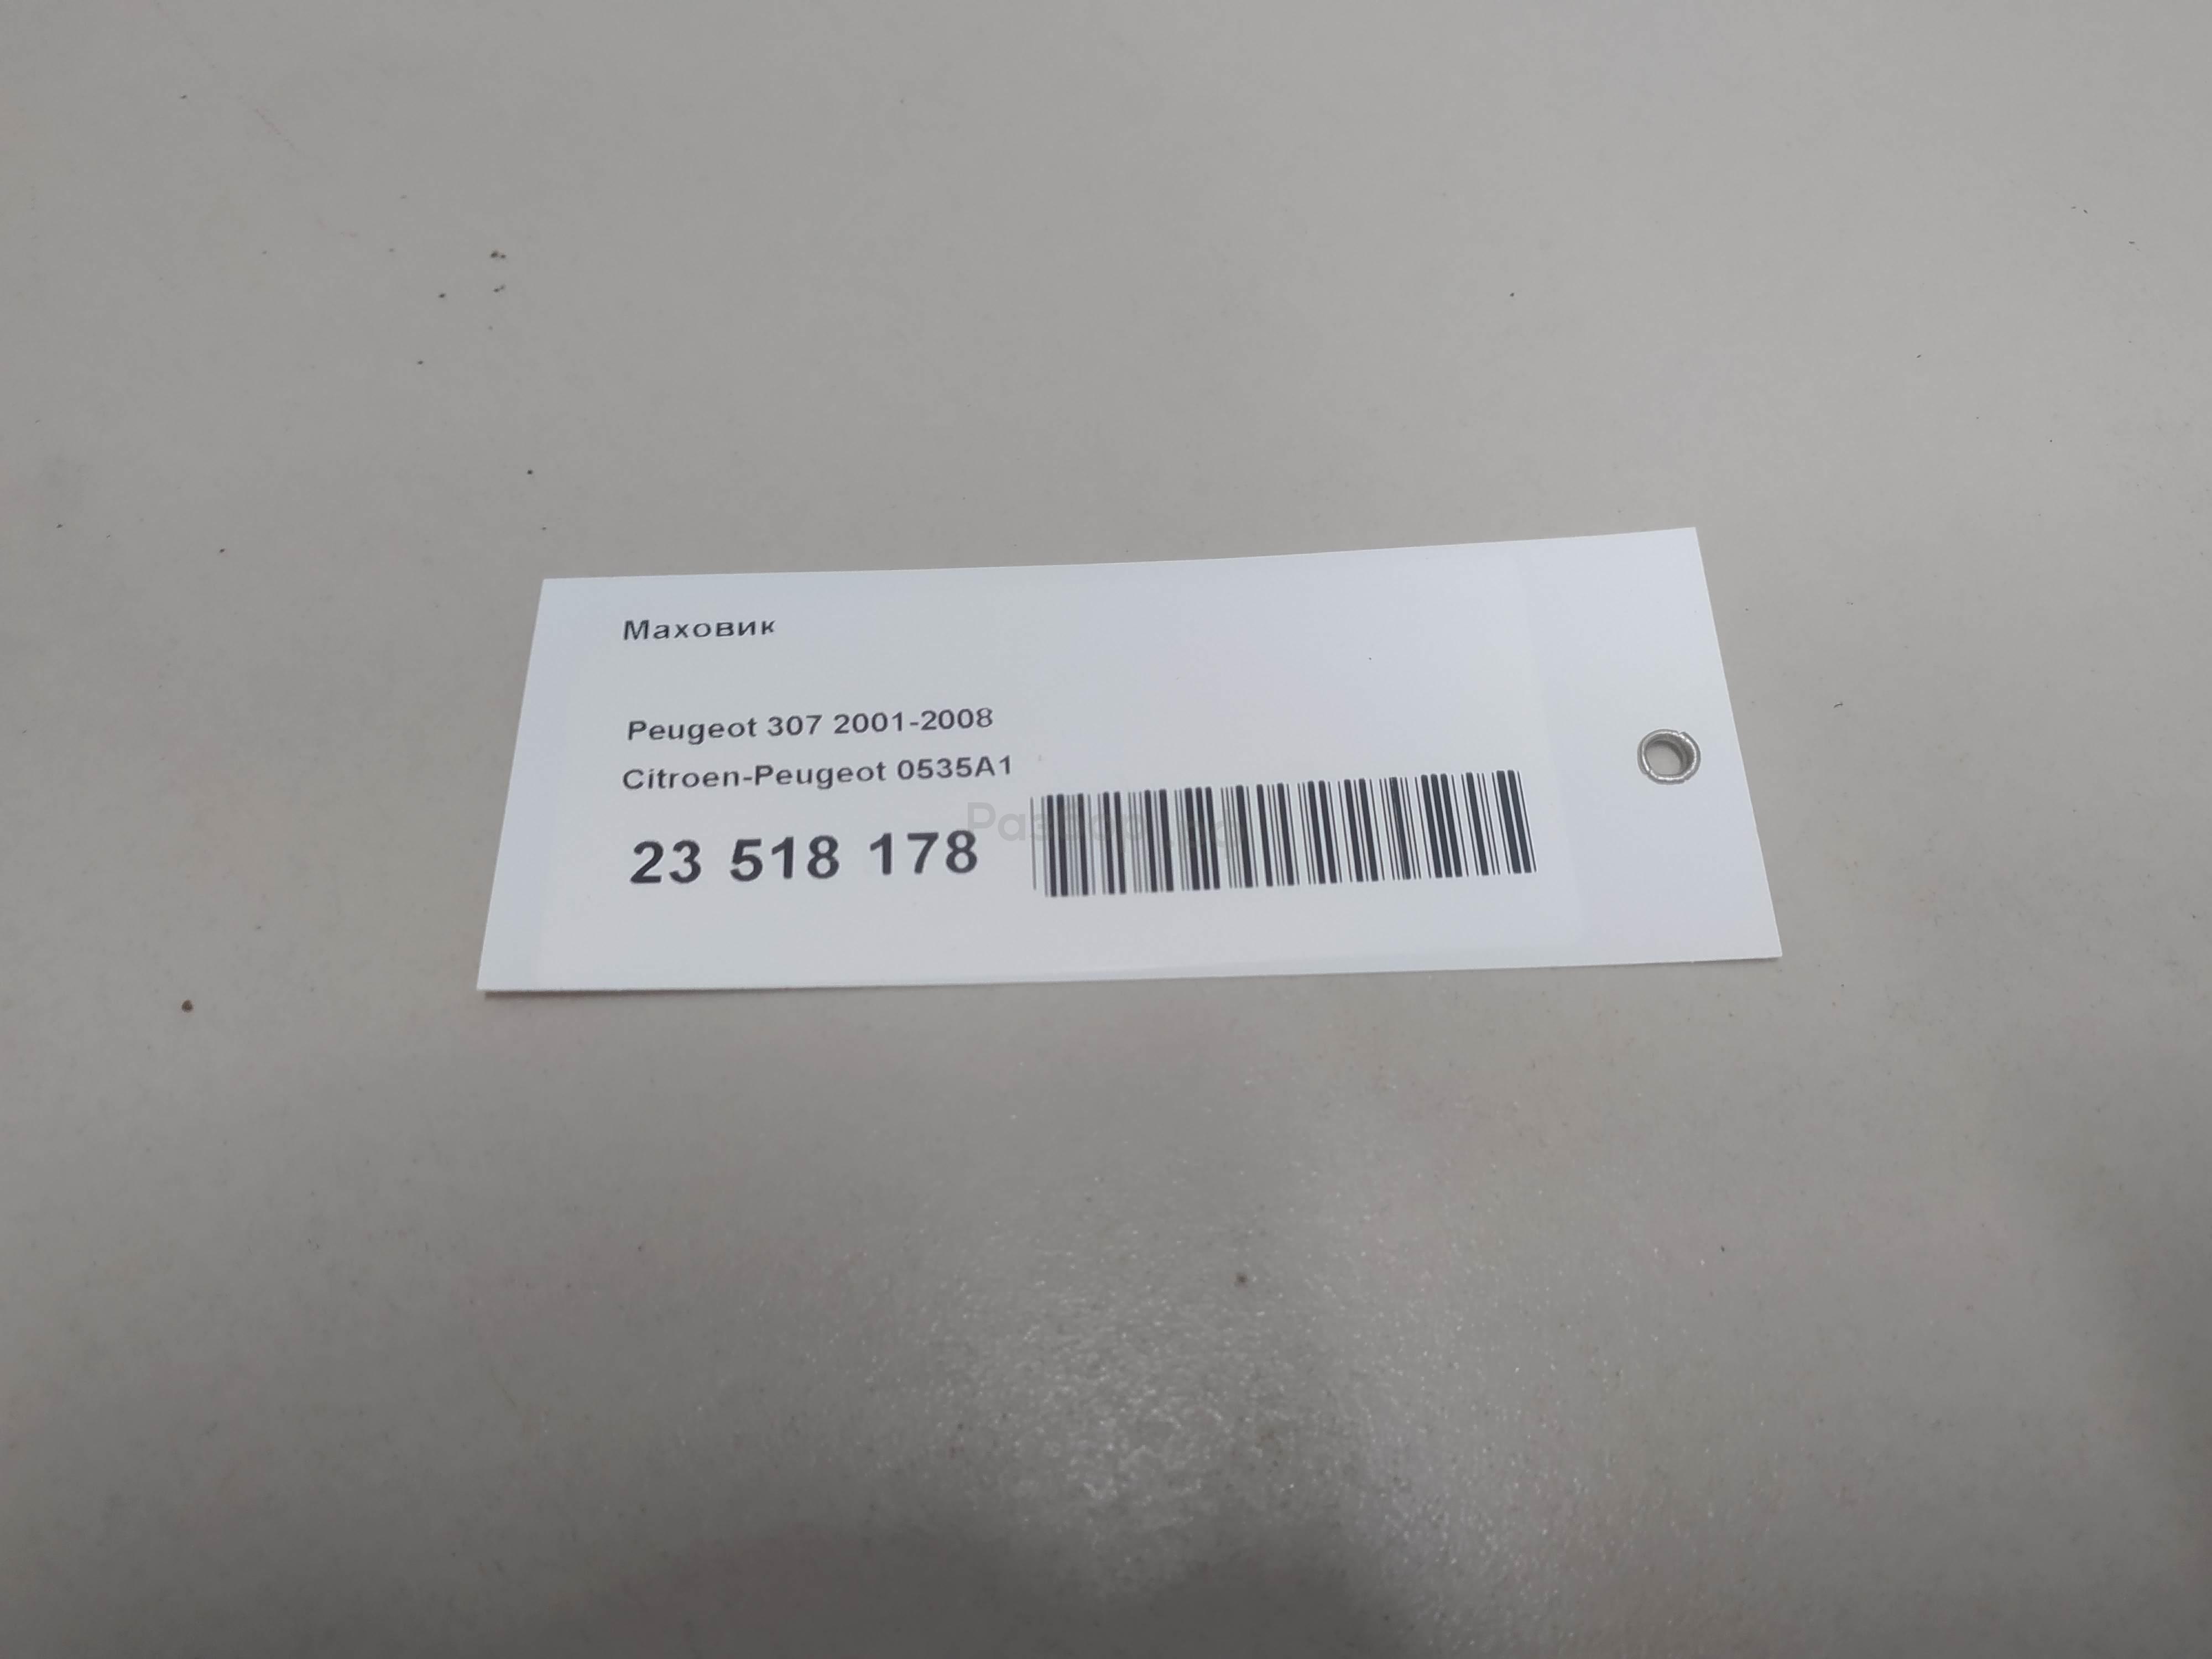 Маховик
Peugeot 307 2001-2008
Citroen-Peugeot 0535A1
23 518 178